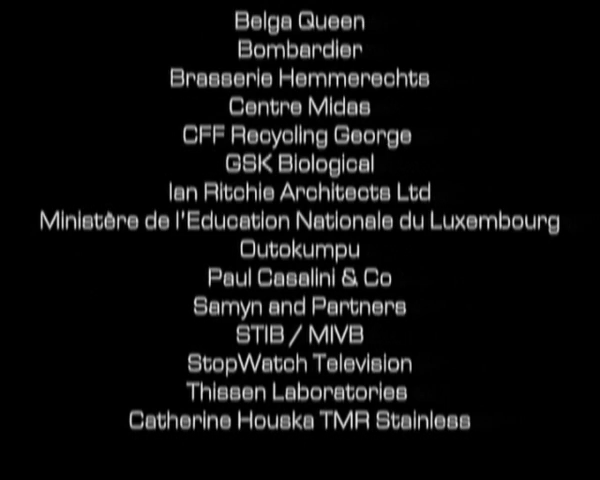 Belga Queen
Bombardier
Brasserie Hemmerechts
Centre Midas
CFF Recycling George
GSK Biological
Ian Ritchie Architects Ltd
Ministère de l'Education Nationale du Luxembourg
Outokumpu
Paul Casalini & Co
Samyn and Partners
STIB / MIVB
StopWatch Television
Thissen Laboratories
Catherine Houska TMR Stainless